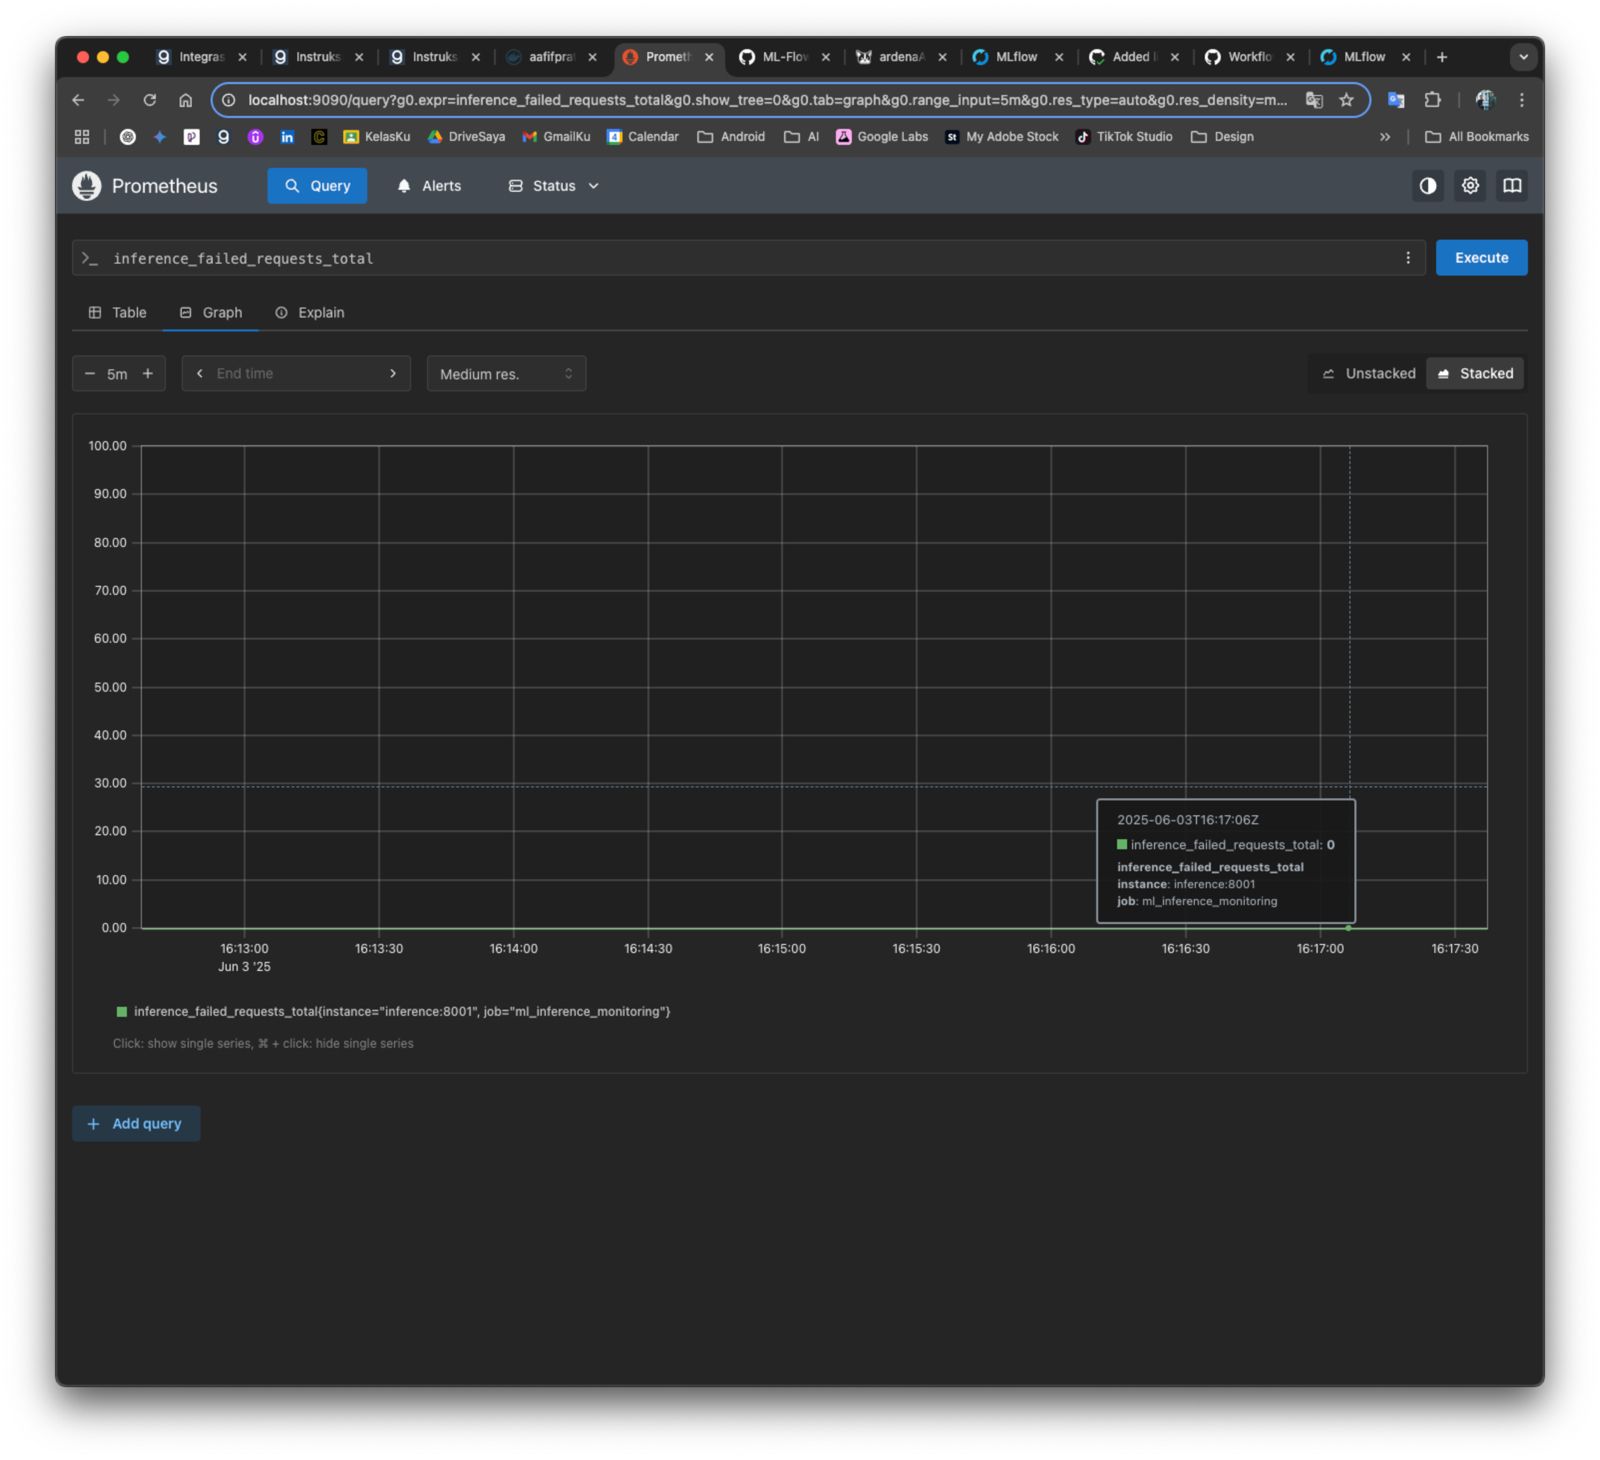 Integras
Instruks
Instruks
aafifprat
Prometh
ML-Flow
ardenaA
MLflow
Added l
Workflo
MLflow
localhost:9090/query?g0.expr=inference_failed_requests_total&g0.show_tree=0&g0.tab=graph&g0.range_input=5m&g0.res_type=auto&g0.res_density=m...
KelasKu
DriveSaya
GmailKu
Calendar
Android
AI
Google Labs
My Adobe Stock
TikTok Studio
Design
All Bookmarks
Prometheus
Query
Alerts
Status
>_ inference_failed_requests_total
Execute
Table
Graph
Explain
5m
End time
Medium res.
Unstacked
Stacked
100.00
90.00
80.00
70.00
60.00
50.00
40.00
30.00
20.00
10.00
0.00
2025-06-03T16:17:06Z
inference_failed_requests_total: 0
inference_failed_requests_total
instance: inference:8001
job: ml_inference_monitoring
16:13:00
16:13:30
16:14:00
16:14:30
16:15:00
16:15:30
16:16:00
16:16:30
16:17:00
16:17:30
Jun 3 '25
inference_failed_requests_total{instance="inference:8001", job="ml_inference_monitoring"}
Click: show single series, ⌘ + click: hide single series
+ Add query